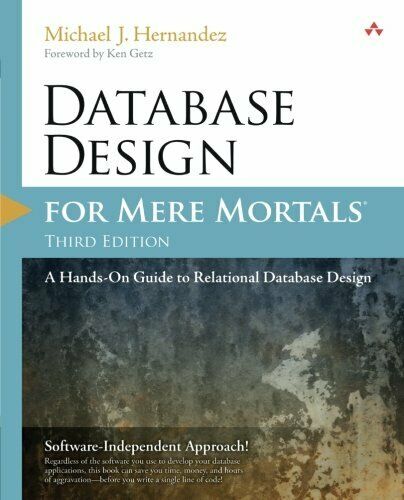 Michael J. Hernandez
Foreword by Ken Getz
DATABASE
DESIGN
FOR MERE MORTALS®
THIRD EDITION
A Hands-On Guide to Relational Database Design
Software-Independent Approach!
Regardless of the software you use to develop your database
applications, this book can save you time, money, and hours
of aggravation—before you write a single line of code!